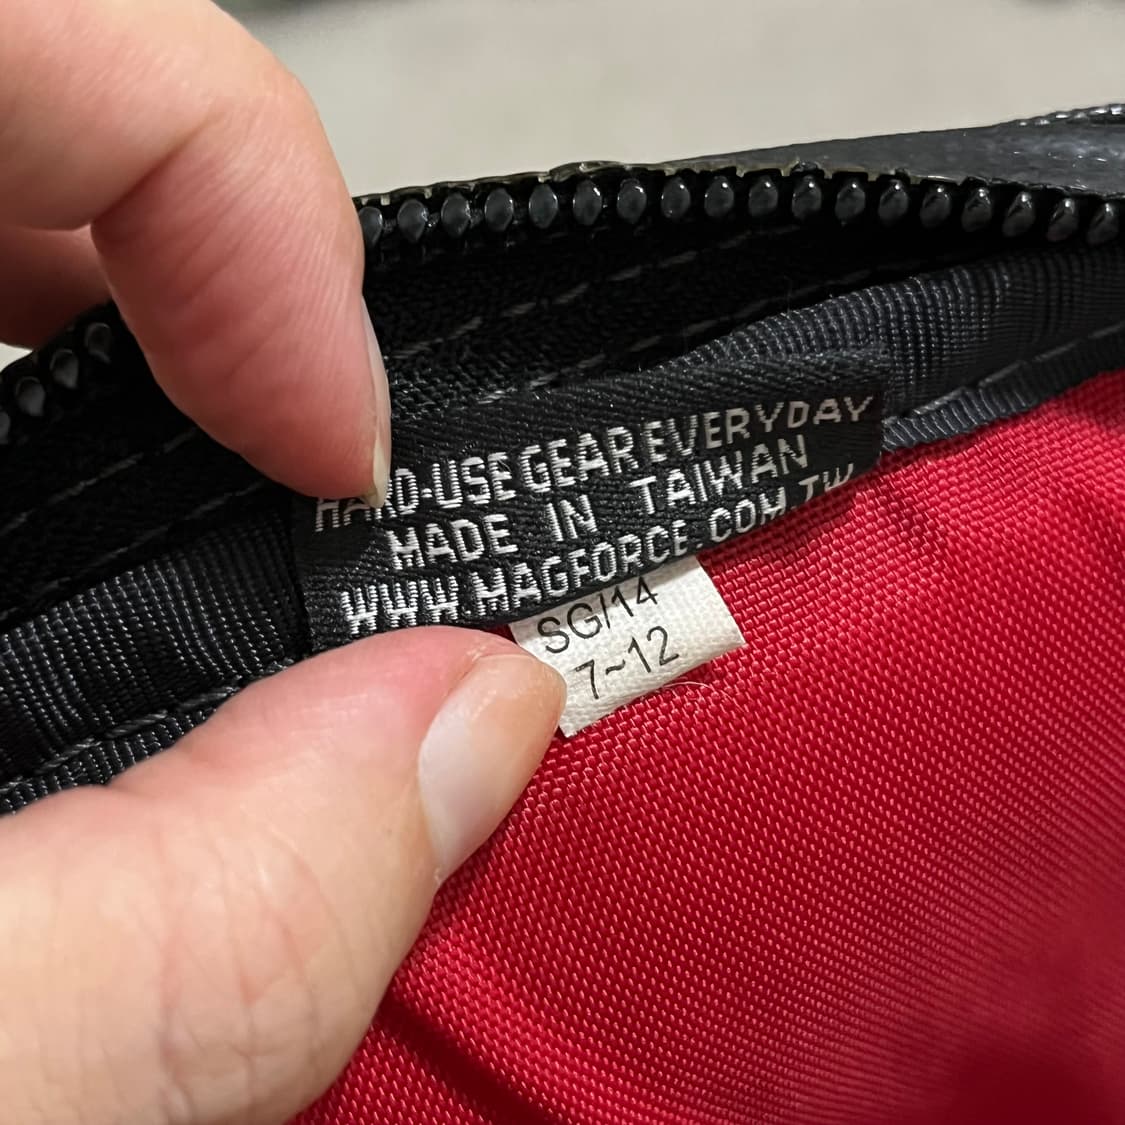 HARD-USE GEAR EVERYDAY
MADE IN TAIWAN
WWW.MAGFORCE.COM.TW
SG/14
7~12